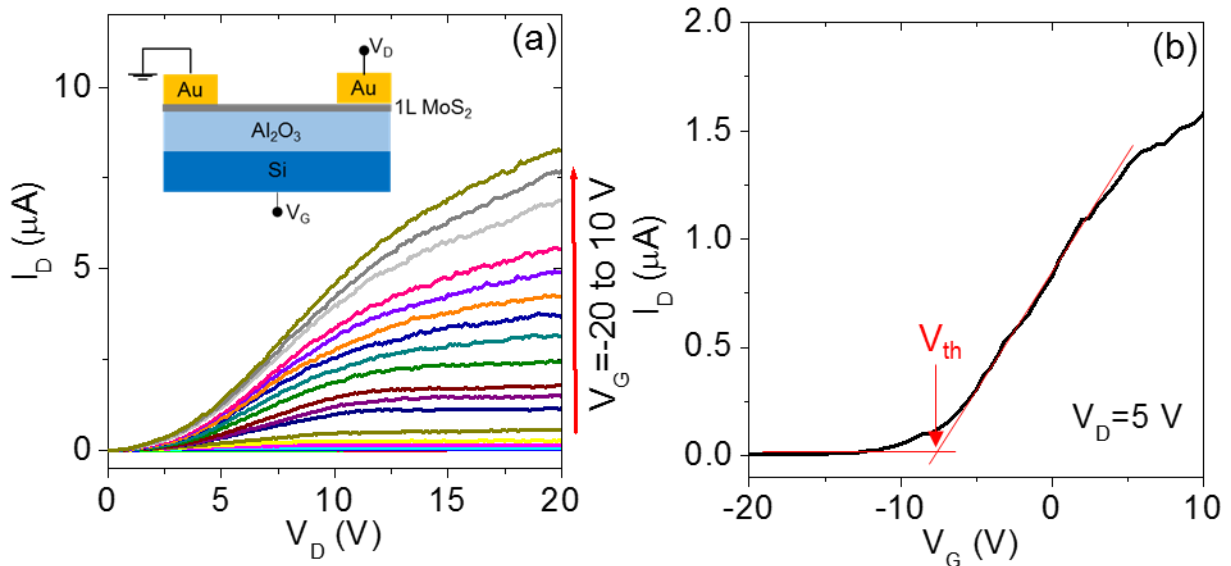 (a)
V_D
Au
Au
1L MoS₂
Al₂O₃
Si
V_G
10
5
0
I_D (μA)
0
5
10
15
20
V_D (V)
V_G=-20 to 10 V
(b)
2.0
1.5
1.0
0.5
0.0
I_D (μA)
V_th
V_D=5 V
-20
-10
0
10
V_G (V)